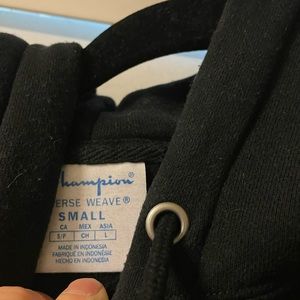 Champion
ERSE WEAVE®
SMALL
CA MEX ASIA
S/P CH L
MADE IN INDONESIA
FABRIQUÉ EN INDONÉSIE
HECHO EN INDONESIA